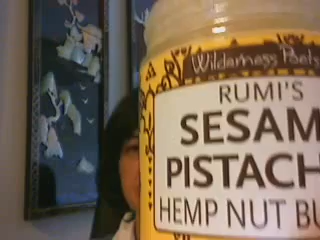 Wilderness Poets
RUMI'S
SESAM
PISTACH
HEMP NUT BU